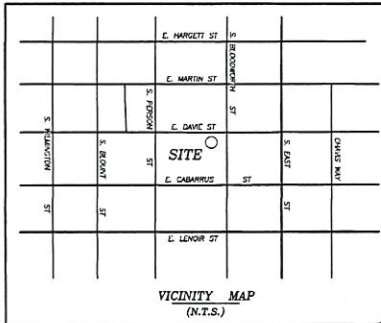 E. HARGETT ST
S. BLOODWORTH ST
E. MARTIN ST
S. WILMINGTON ST
S. BLOUNT ST
S. PERSON ST
E. DAVIE ST
SITE
S. EAST ST
CHAVIS WAY
E. CABARRUS ST
E. LENOIR ST
VICINITY MAP
(N.T.S.)